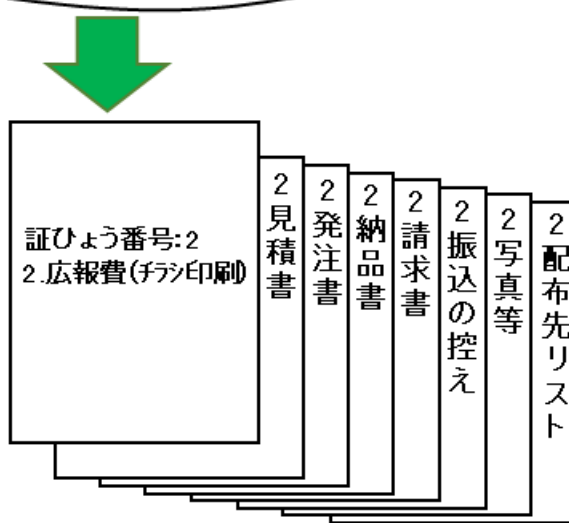 証ひょう番号:2
2.広報費(ﾁﾗｼ印刷)
2見積書
2発注書
2納品書
2請求書
2振込の控え
2写真等
2配布先リスト